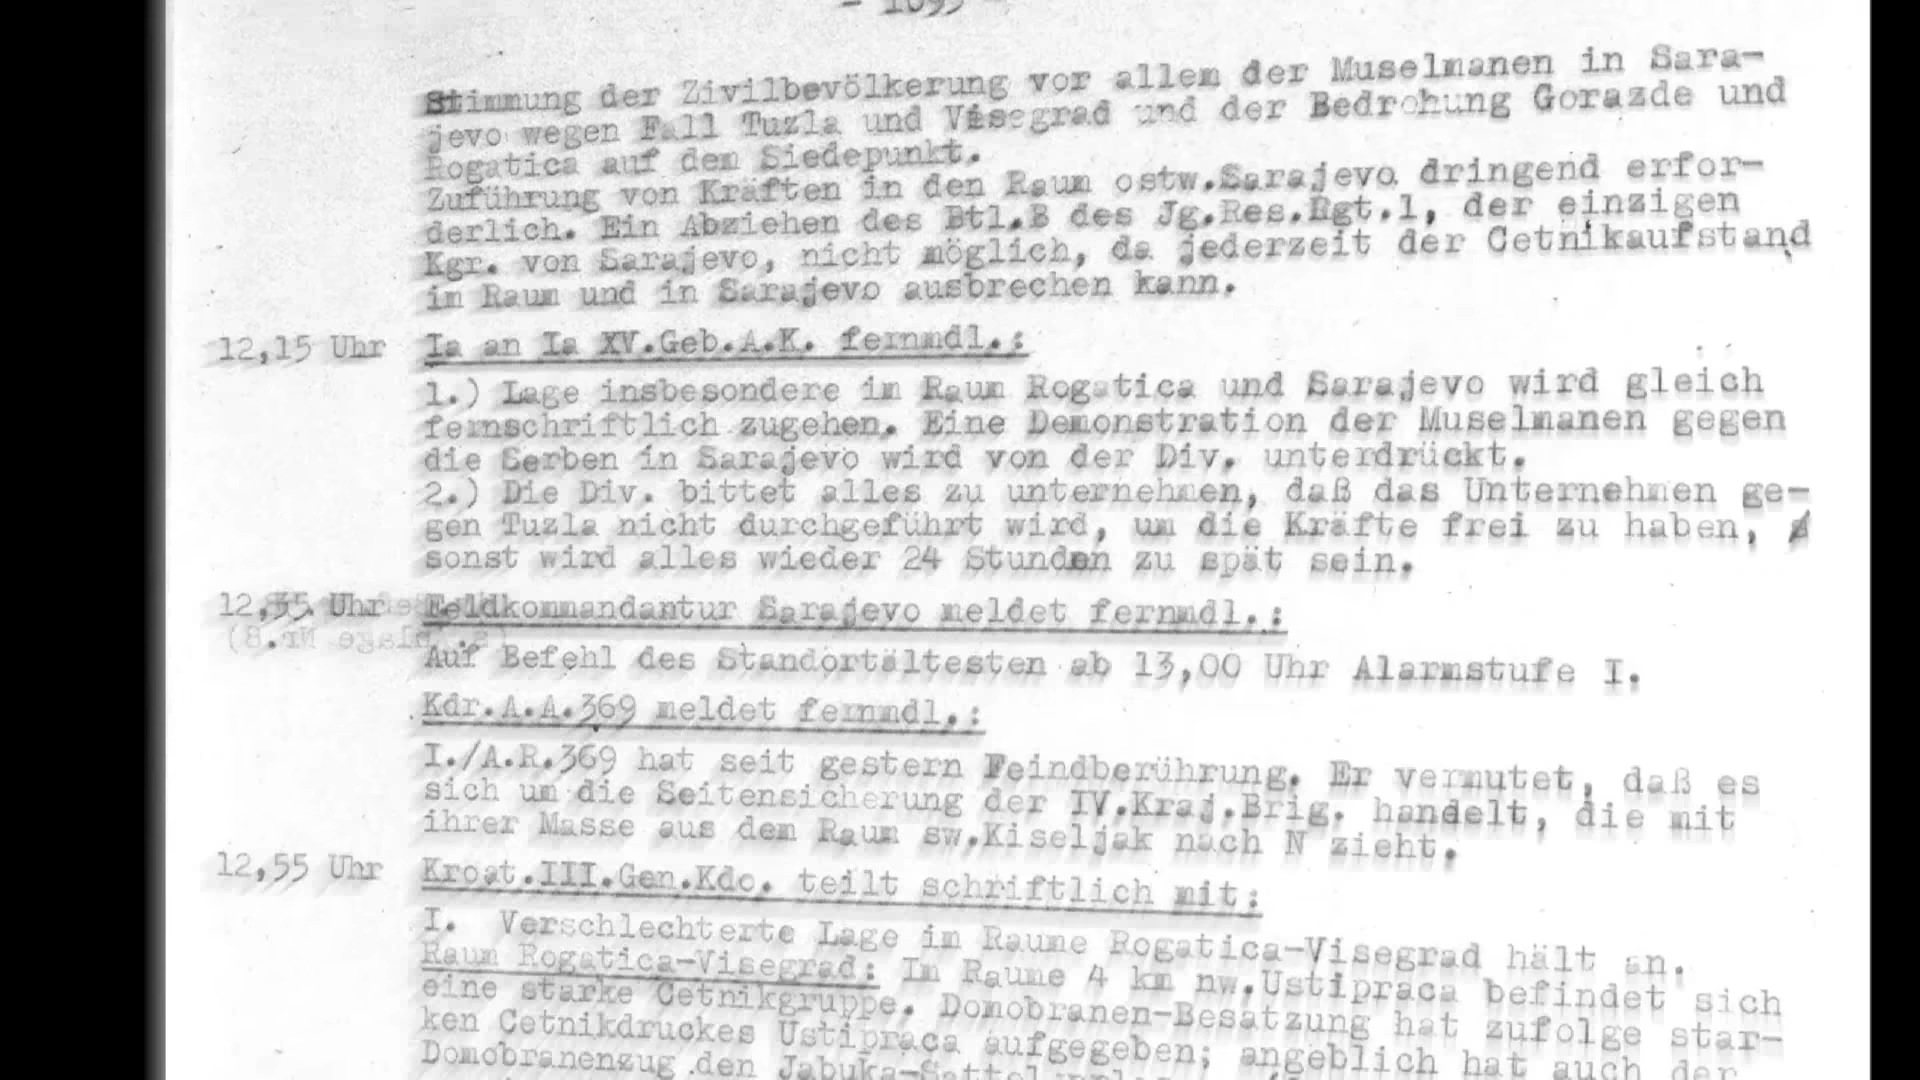 - 1693 -
Stimmung der Zivilbevölkerung vor allem der Muselmanen in Sara-
jevo wegen Fall Tuzla und Visegrad und der Bedrohung Gorazde und
Rogatica auf dem Siedepunkt.
Zuführung von Kräften in den Raum ostw.Sarajevo dringend erfor-
derlich. Ein Abziehen des Btl.B des Jg.Res.Rgt.1, der einzigen
Kgr. von Sarajevo, nicht möglich, da jederzeit der Cetnikaufstand
im Raum und in Sarajevo ausbrechen kann.
12,15 Uhr Ia an Ia XV.Geb.A.K. fernmdl.:
1.) Lage insbesondere im Raum Rogatica und Sarajevo wird gleich
fernschriftlich zugehen. Eine Demonstration der Muselmanen gegen
die Serben in Sarajevo wird von der Div. unterdrückt.
2.) Die Div. bittet alles zu unternehmen, daß das Unternehmen ge-
gen Tuzla nicht durchgeführt wird, um die Kräfte frei zu haben,
sonst wird alles wieder 24 Stunden zu spät sein.
12,35 Uhr Feldkommandantur Sarajevo meldet fernmdl.:
Auf Befehl des Standortältesten ab 13,00 Uhr Alarmstufe I.
Kdr.A.A.369 meldet fernmdl.:
I./A.R.369 hat seit gestern Feindberührung. Er vermutet, daß es
sich um die Seitensicherung der IV.Kraj.Brig. handelt, die mit
ihrer Masse aus dem Raum sw.Kiseljak nach N zieht.
12,55 Uhr Kroat.III.Gen.Kdo. teilt schriftlich mit:
I. Verschlechterte Lage im Raume Rogatica-Visegrad hält an.
Raum Rogatica-Visegrad: Im Raume 4 km nw.Ustipraca befindet sich
eine starke Cetnikgruppe. Domobranen-Besatzung hat zufolge star-
ken Cetnikdruckes Ustipraca aufgegeben; angeblich hat auch der
Domobranenzug den Jabuka-Sattel